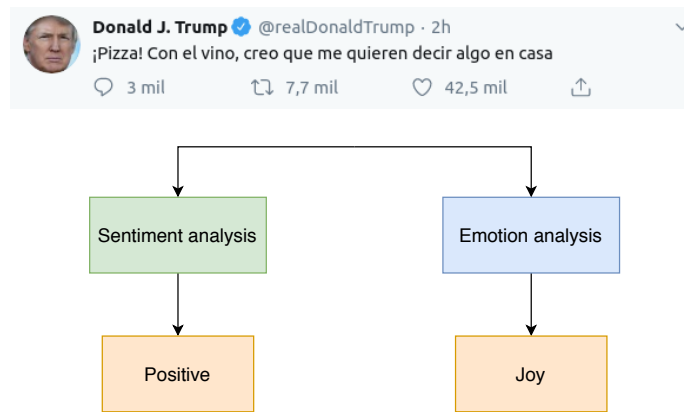 Donald J. Trump @realDonaldTrump · 2h
¡Pizza! Con el vino, creo que me quieren decir algo en casa
3 mil 7,7 mil 42,5 mil
Sentiment analysis Emotion analysis
Positive Joy